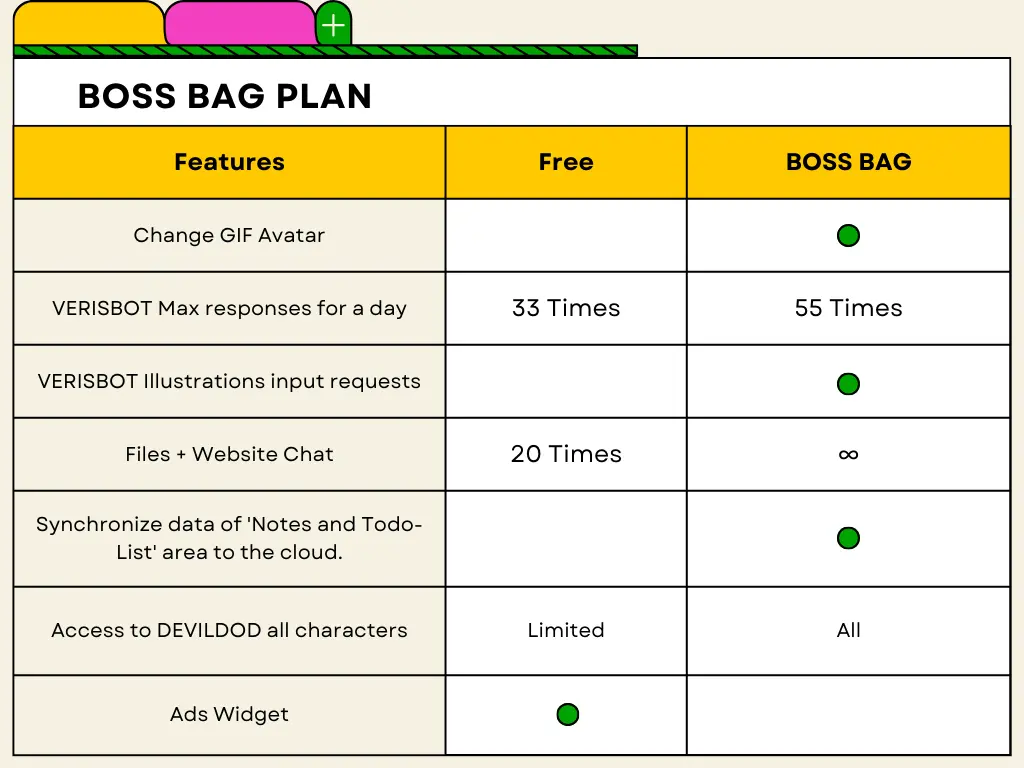 BOSS BAG PLAN
Features Free BOSS BAG
Change GIF Avatar
VERISBOT Max responses for a day 33 Times 55 Times
VERISBOT Illustrations input requests
Files + Website Chat 20 Times ∞
Synchronize data of 'Notes and Todo-
List' area to the cloud.
Access to DEVILDOD all characters Limited All
Ads Widget